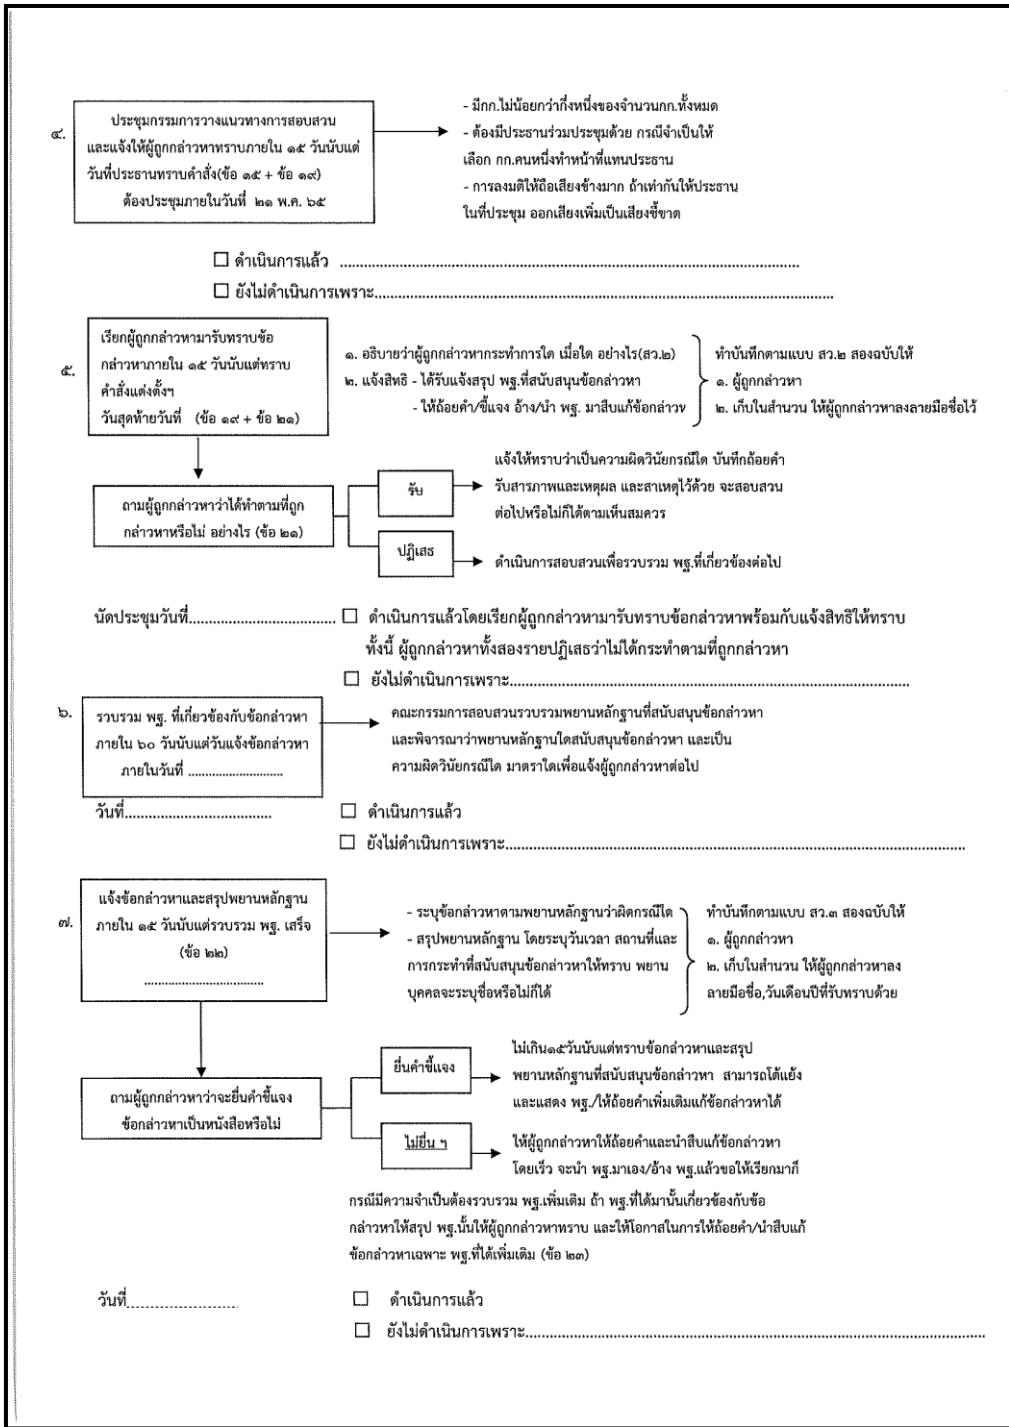 ๔.
ประชุมกรรมการวางแนวทางการสอบสวน
และแจ้งให้ผู้ถูกกล่าวหาทราบภายใน ๑๕ วันนับแต่
วันที่ประธานทราบคำสั่ง(ข้อ ๑๕ + ข้อ ๑๙)
ต้องประชุมภายในวันที่ ๒๑ พ.ค. ๖๕
- มีกก.ไม่น้อยกว่ากึ่งหนึ่งของจำนวนกก.ทั้งหมด
- ต้องมีประธานร่วมประชุมด้วย กรณีจำเป็นให้
เลือก กก.คนหนึ่งทำหน้าที่แทนประธาน
- การลงมติให้ถือเสียงข้างมาก ถ้าเท่ากันให้ประธาน
ในที่ประชุม ออกเสียงเพิ่มเป็นเสียงชี้ขาด
☐ ดำเนินการแล้ว ....................................................................................................................
☐ ยังไม่ดำเนินการเพราะ....................................................................................................................
๕.
เรียกผู้ถูกกล่าวหามารับทราบข้อ
กล่าวหาภายใน ๑๕ วันนับแต่ทราบ
คำสั่งแต่งตั้งฯ
วันสุดท้ายวันที่ (ข้อ ๑๙ + ข้อ ๒๑)
๑. อธิบายว่าผู้ถูกกล่าวหากระทำการใด เมื่อใด อย่างไร(สว.๒)
๒. แจ้งสิทธิ - ได้รับแจ้งสรุป พฐ.ที่สนับสนุนข้อกล่าวหา
- ให้ถ้อยคำ/ชี้แจง อ้าง/นำ พฐ. มาสืบแก้ข้อกล่าวห
ทำบันทึกตามแบบ สว.๒ สองฉบับให้
๑. ผู้ถูกกล่าวหา
๒. เก็บในสำนวน ให้ผู้ถูกกล่าวหาลงลายมือชื่อไว้
ถามผู้ถูกกล่าวหาว่าได้ทำตามที่ถูก
กล่าวหาหรือไม่ อย่างไร (ข้อ ๒๑)
รับ
แจ้งให้ทราบว่าเป็นความผิดวินัยกรณีใด บันทึกถ้อยคำ
รับสารภาพและเหตุผล และสาเหตุไว้ด้วย จะสอบสวน
ต่อไปหรือไม่ก็ได้ตามเห็นสมควร
ปฏิเสธ
ดำเนินการสอบสวนเพื่อรวบรวม พฐ.ที่เกี่ยวข้องต่อไป
นัดประชุมวันที่.................................... ☐ ดำเนินการแล้วโดยเรียกผู้ถูกกล่าวหามารับทราบข้อกล่าวหาพร้อมกับแจ้งสิทธิให้ทราบ
ทั้งนี้ ผู้ถูกกล่าวหาทั้งสองรายปฏิเสธว่าไม่ได้กระทำตามที่ถูกกล่าวหา
☐ ยังไม่ดำเนินการเพราะ....................................................................................................
๖.
รวบรวม พฐ. ที่เกี่ยวข้องกับข้อกล่าวหา
ภายใน ๖๐ วันนับแต่วันแจ้งข้อกล่าวหา
ภายในวันที่ ............................
คณะกรรมการสอบสวนรวบรวมพยานหลักฐานที่สนับสนุนข้อกล่าวหา
และพิจารณาว่าพยานหลักฐานใดสนับสนุนข้อกล่าวหา และเป็น
ความผิดวินัยกรณีใด มาตราใดเพื่อแจ้งผู้ถูกกล่าวหาต่อไป
วันที่.................................... ☐ ดำเนินการแล้ว
☐ ยังไม่ดำเนินการเพราะ....................................................................................................................
๗.
แจ้งข้อกล่าวหาและสรุปพยานหลักฐาน
ภายใน ๑๕ วันนับแต่รวบรวม พฐ. เสร็จ
(ข้อ ๒๒)
....................................
- ระบุข้อกล่าวหาตามพยานหลักฐานว่าผิดกรณีใด
- สรุปพยานหลักฐาน โดยระบุวันเวลา สถานที่และ
การกระทำที่สนับสนุนข้อกล่าวหาให้ทราบ พยาน
บุคคลจะระบุชื่อหรือไม่ก็ได้
ทำบันทึกตามแบบ สว.๓ สองฉบับให้
๑. ผู้ถูกกล่าวหา
๒. เก็บในสำนวน ให้ผู้ถูกกล่าวหาลง
ลายมือชื่อ,วันเดือนปีที่รับทราบด้วย
ถามผู้ถูกกล่าวหาว่าจะยื่นคำชี้แจง
ข้อกล่าวหาเป็นหนังสือหรือไม่
ยื่นคำชี้แจง
ไม่เกิน๑๕วันนับแต่ทราบข้อกล่าวหาและสรุป
พยานหลักฐานที่สนับสนุนข้อกล่าวหา สามารถโต้แย้ง
และแสดง พฐ./ให้ถ้อยคำเพิ่มเติมแก้ข้อกล่าวหาได้
ไม่ยื่น ฯ
ให้ผู้ถูกกล่าวหาให้ถ้อยคำและนำสืบแก้ข้อกล่าวหา
โดยเร็ว จะนำ พฐ.มาเอง/อ้าง พฐ.แล้วขอให้เรียกมาก็
กรณีมีความจำเป็นต้องรวบรวม พฐ.เพิ่มเติม ถ้า พฐ.ที่ได้มานั้นเกี่ยวข้องกับข้อ
กล่าวหาให้สรุป พฐ.นั้นให้ผู้ถูกกล่าวหาทราบ และให้โอกาสในการให้ถ้อยคำ/นำสืบแก้
ข้อกล่าวหาเฉพาะ พฐ.ที่ได้เพิ่มเติม (ข้อ ๒๓)
วันที่............................ ☐ ดำเนินการแล้ว
☐ ยังไม่ดำเนินการเพราะ....................................................................................................................